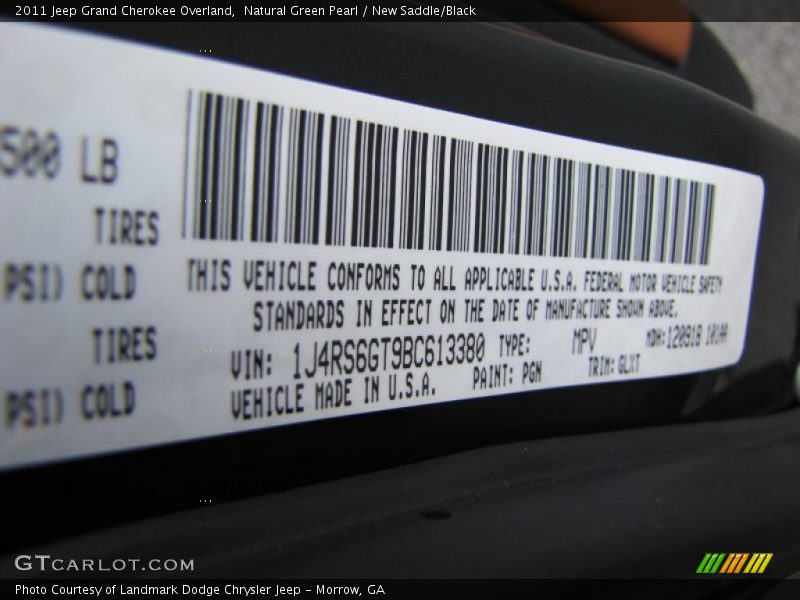 2011 Jeep Grand Cherokee Overland, Natural Green Pearl / New Saddle/Black
500 LB
TIRES
PSI) COLD
TIRES
PSI) COLD
THIS VEHICLE CONFORMS TO ALL APPLICABLE U.S.A. FEDERAL MOTOR VEHICLE SAFETY
STANDARDS IN EFFECT ON THE DATE OF MANUFACTURE SHOWN ABOVE.
VIN: 1J4RS6GT9BC613380 TYPE: MPV MDH:120918
VEHICLE MADE IN U.S.A. PAINT: PGN TRIM: GLXT
GTCARLOT.COM
Photo Courtesy of Landmark Dodge Chrysler Jeep - Morrow, GA